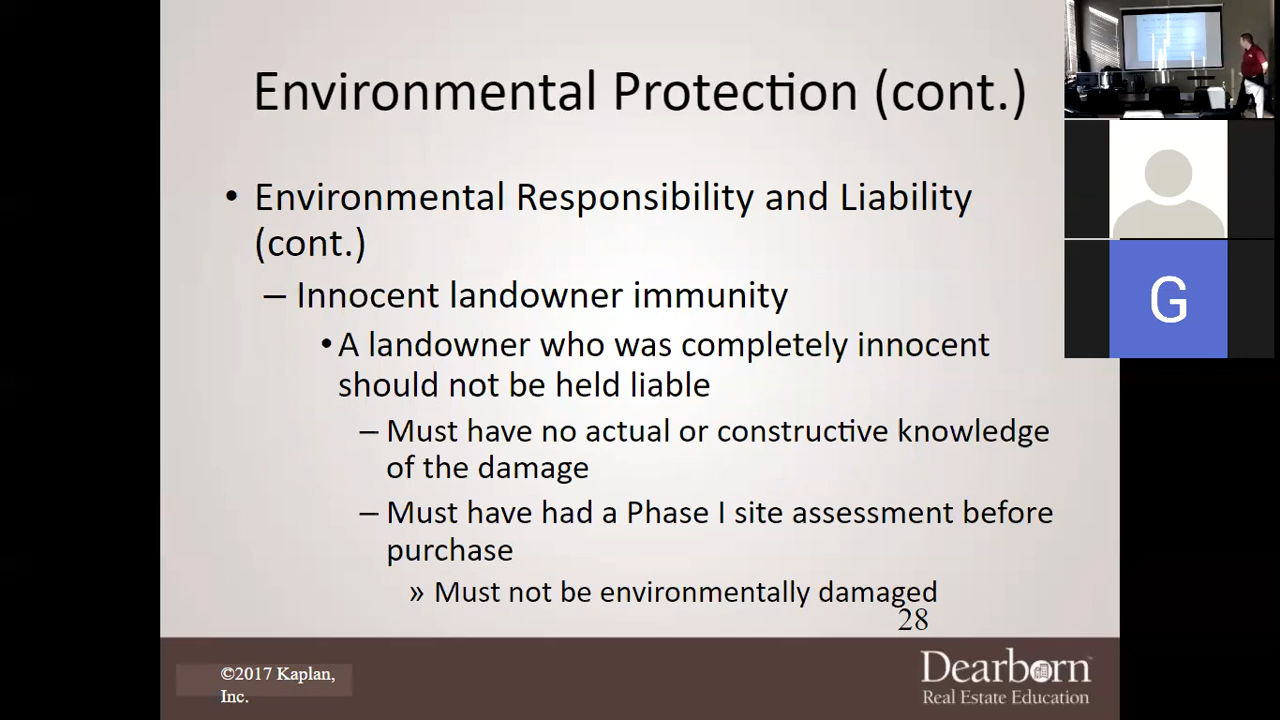 Environmental Protection (cont.)
• Environmental Responsibility and Liability
(cont.)
– Innocent landowner immunity
• A landowner who was completely innocent
should not be held liable
– Must have no actual or constructive knowledge
of the damage
– Must have had a Phase I site assessment before
purchase
» Must not be environmentally damaged
28
©2017 Kaplan,
Inc.
Dearborn
Real Estate Education
G